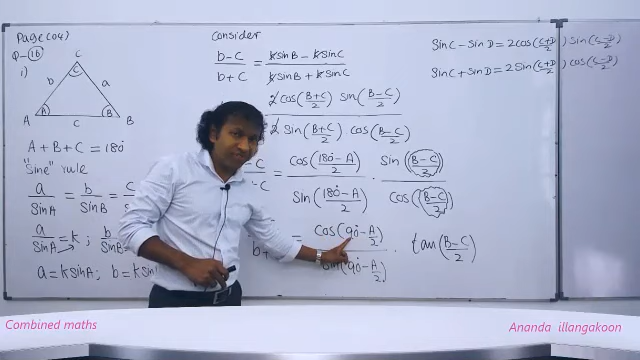 Page(04)
Q-16
i)
C
b
a
A
c
B
A + B + C = 180°
"Sine" rule
a/SinA = b/SinB = c/S
a/SinA = k ; b/SinB
a = k SinA ; b = k Sin
Consider
b-C/b+C = k SinB - k SinC / k SinB + k SinC
2 Cos(B+C/2) Sin(B-C/2)
2 Sin(B+C/2) Cos(B-C/2)
-C/-C = Cos(180°-A/2) / Sin(180°-A/2) · Sin(B-C/2) / Cos(B-C/2)
b+ = Cos(90°-A/2) / Sin(90°-A/2) · tan(B-C/2)
SinC - SinD = 2Cos(C+D/2) Sin(C-D/2)
SinC + SinD = 2Sin(C+D/2) Cos(C-D/2)
Combined maths
Ananda illangakoon